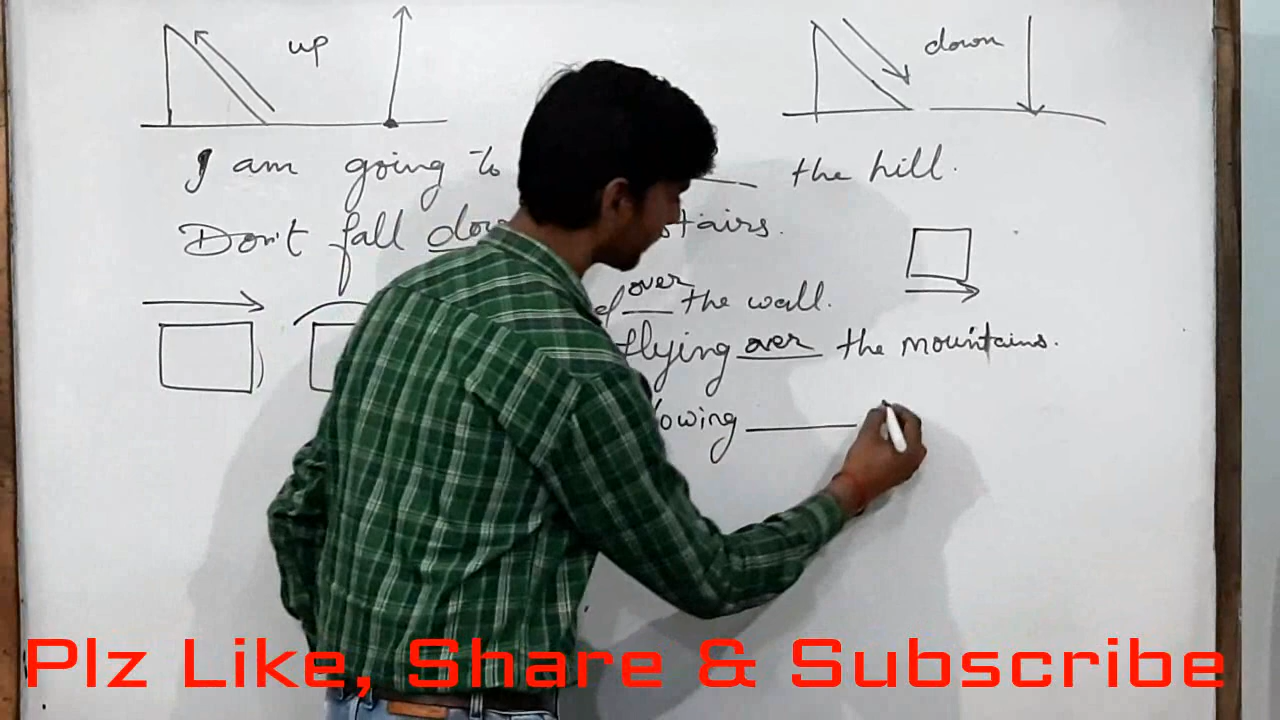 up
down
I am going to the hill.
Don't fall stairs.
over
the wall.
flying over the mountains.
Plz Like, Share & Subscribe